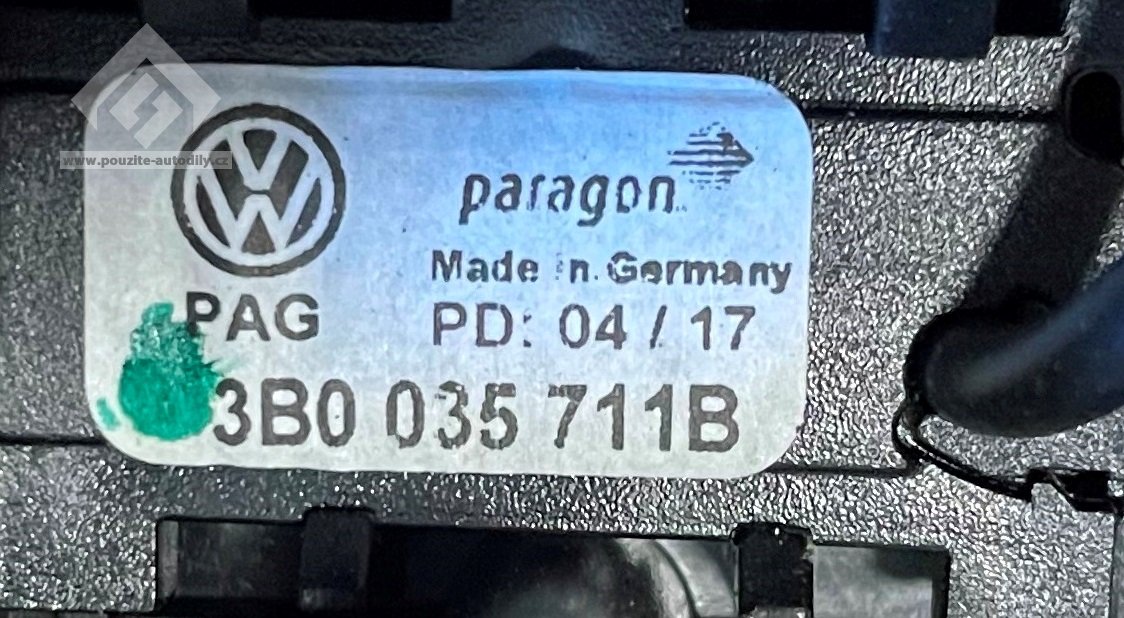 www.pouzite-autodily.cz
paragon
Made in Germany
PAG
PD: 04 / 17
3B0 035 711B